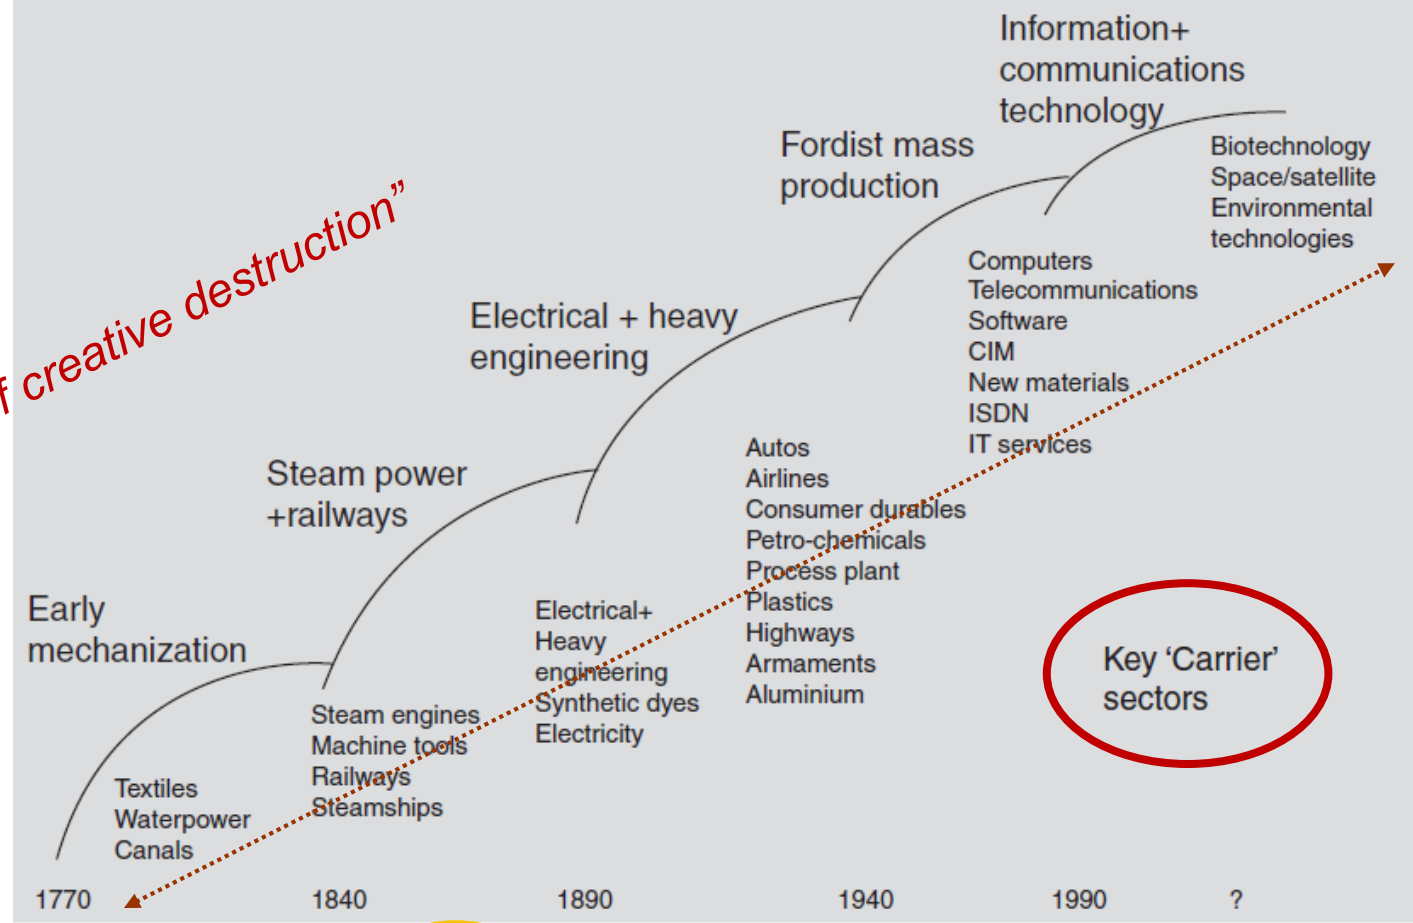 Information+
communications
technology
Fordist mass
production
Biotechnology
Space/satellite
Environmental
technologies
creative destruction”
Electrical + heavy
engineering
Computers
Telecommunications
Software
CIM
New materials
ISDN
IT services
Steam power
+railways
Autos
Airlines
Consumer durables
Petro-chemicals
Process plant
Plastics
Highways
Armaments
Aluminium
Early
mechanization
Electrical+
Heavy
engineering
Synthetic dyes
Electricity
Key ‘Carrier’
sectors
Steam engines
Machine tools
Railways
Steamships
Textiles
Waterpower
Canals
1770 1840 1890 1940 1990 ?